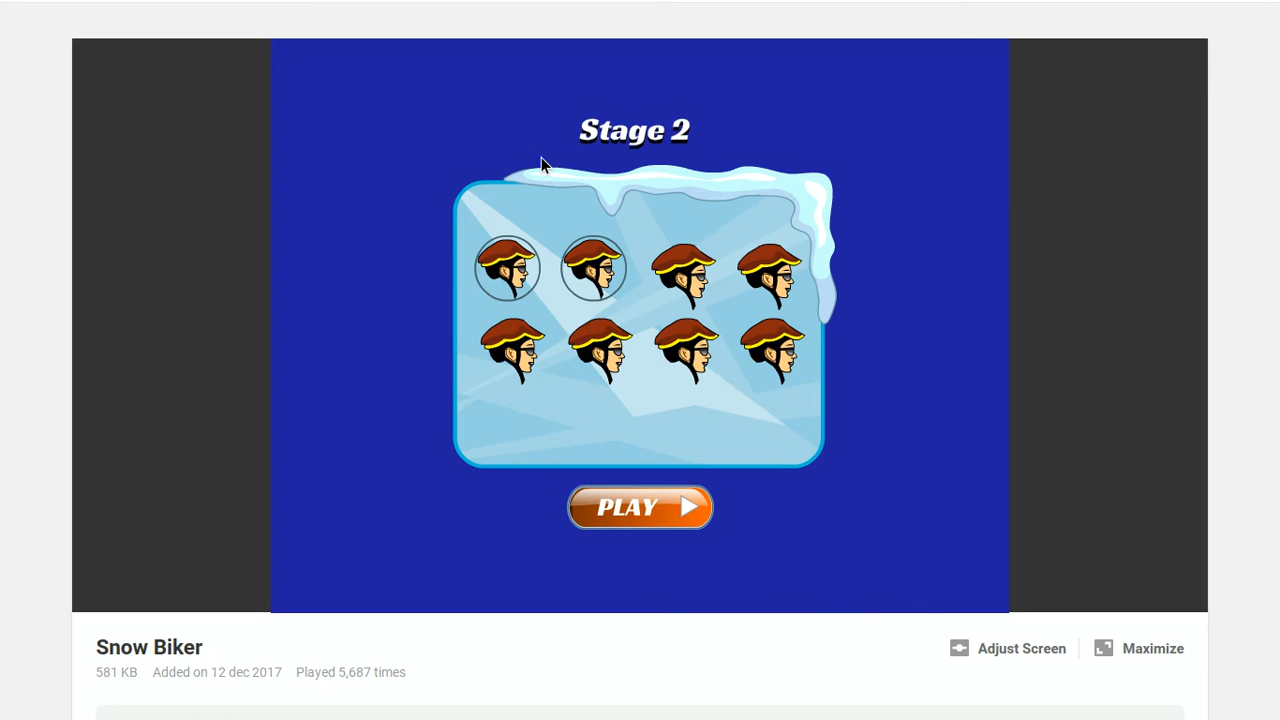 Stage 2
PLAY
Snow Biker
Adjust Screen
Maximize
581 KB Added on 12 dec 2017 Played 5,687 times